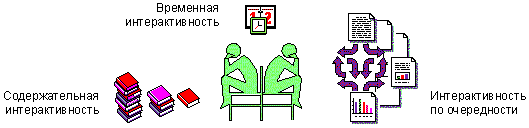 Временная
интерактивность
Содержательная
интерактивность
Интерактивность
по очередности